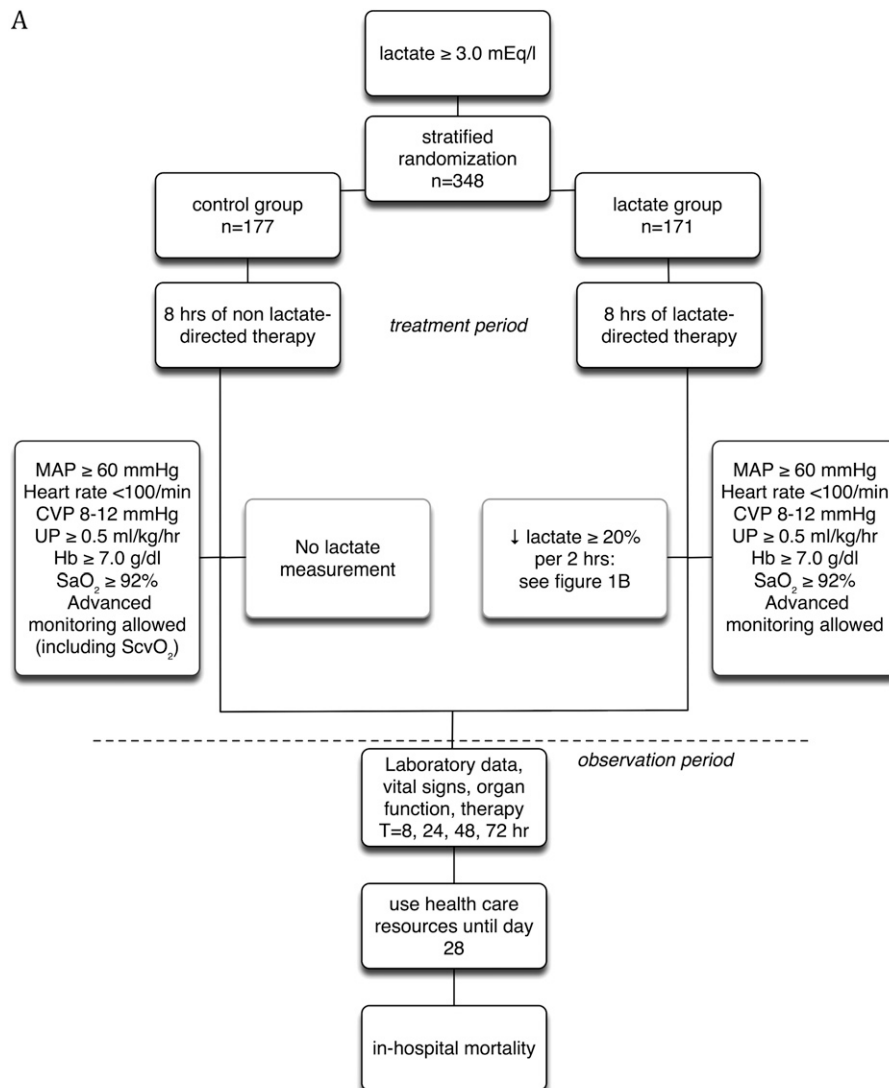 A
lactate ≥ 3.0 mEq/l
stratified
randomization
n=348
control group
n=177
lactate group
n=171
8 hrs of non lactate-
directed therapy
treatment period
8 hrs of lactate-
directed therapy
MAP ≥ 60 mmHg
Heart rate <100/min
CVP 8-12 mmHg
UP ≥ 0.5 ml/kg/hr
Hb ≥ 7.0 g/dl
SaO₂ ≥ 92%
Advanced
monitoring allowed
(including ScvO₂)
No lactate
measurement
↓ lactate ≥ 20%
per 2 hrs:
see figure 1B
MAP ≥ 60 mmHg
Heart rate <100/min
CVP 8-12 mmHg
UP ≥ 0.5 ml/kg/hr
Hb ≥ 7.0 g/dl
SaO₂ ≥ 92%
Advanced
monitoring allowed
observation period
Laboratory data,
vital signs, organ
function, therapy
T=8, 24, 48, 72 hr
use health care
resources until day
28
in-hospital mortality